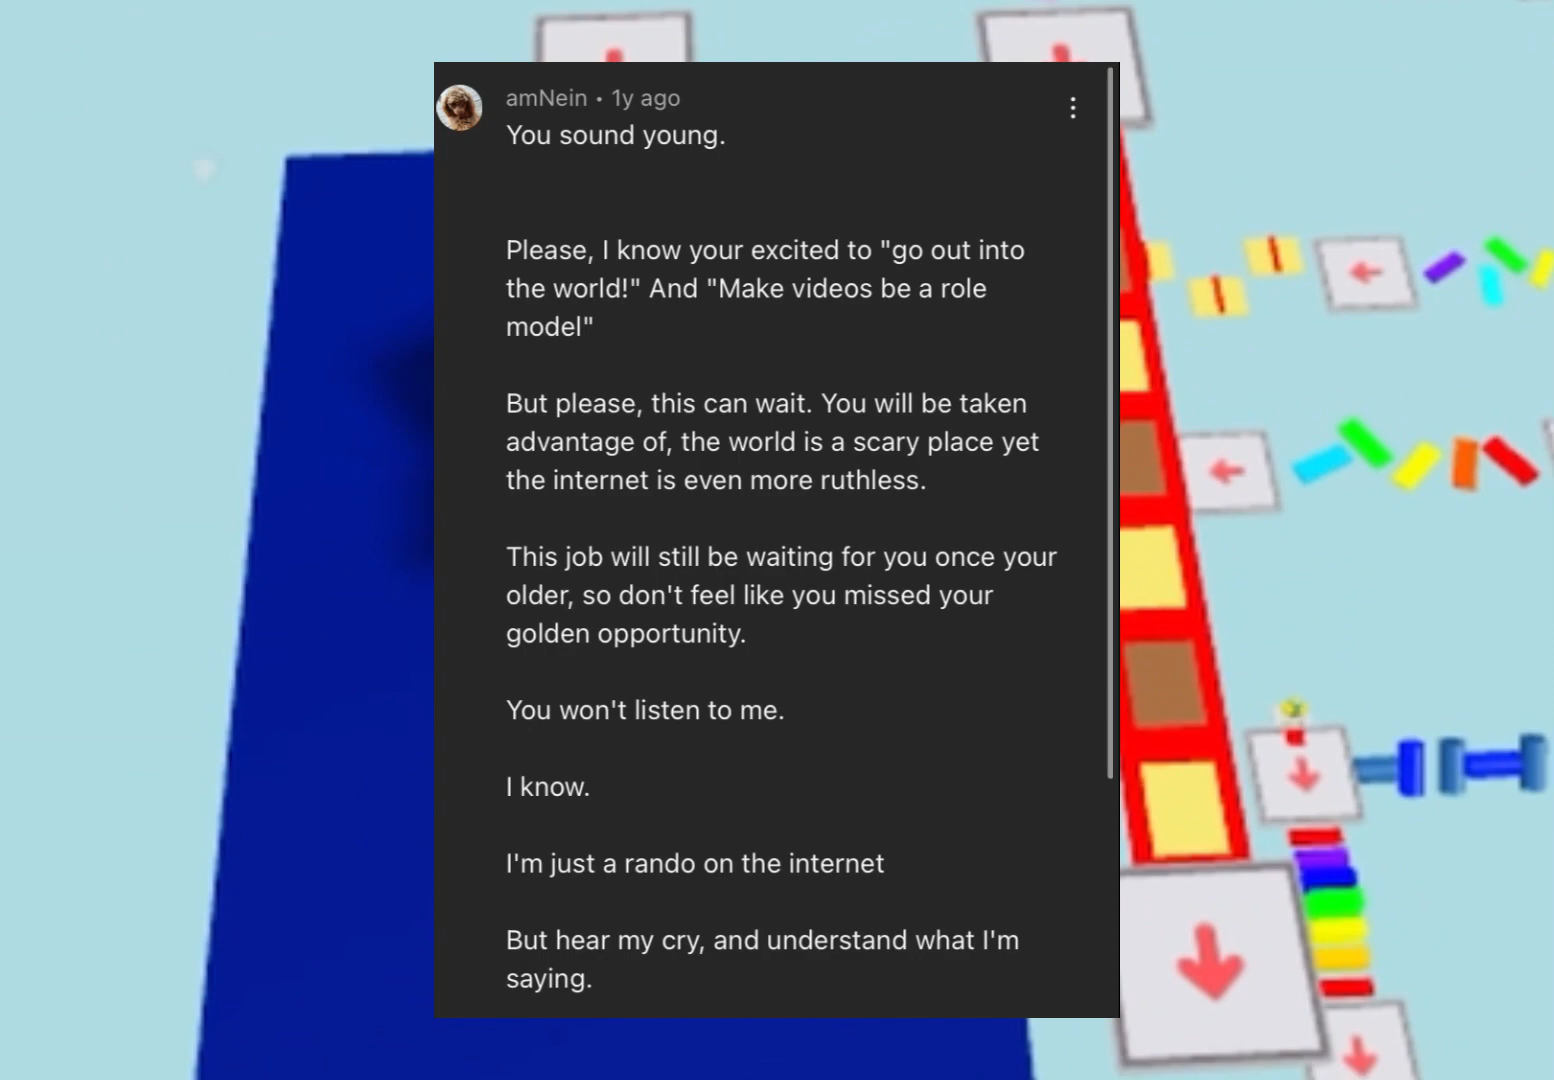 amNein • 1y ago
You sound young.
Please, I know your excited to "go out into
the world!" And "Make videos be a role
model"
But please, this can wait. You will be taken
advantage of, the world is a scary place yet
the internet is even more ruthless.
This job will still be waiting for you once your
older, so don't feel like you missed your
golden opportunity.
You won't listen to me.
I know.
I'm just a rando on the internet
But hear my cry, and understand what I'm
saying.